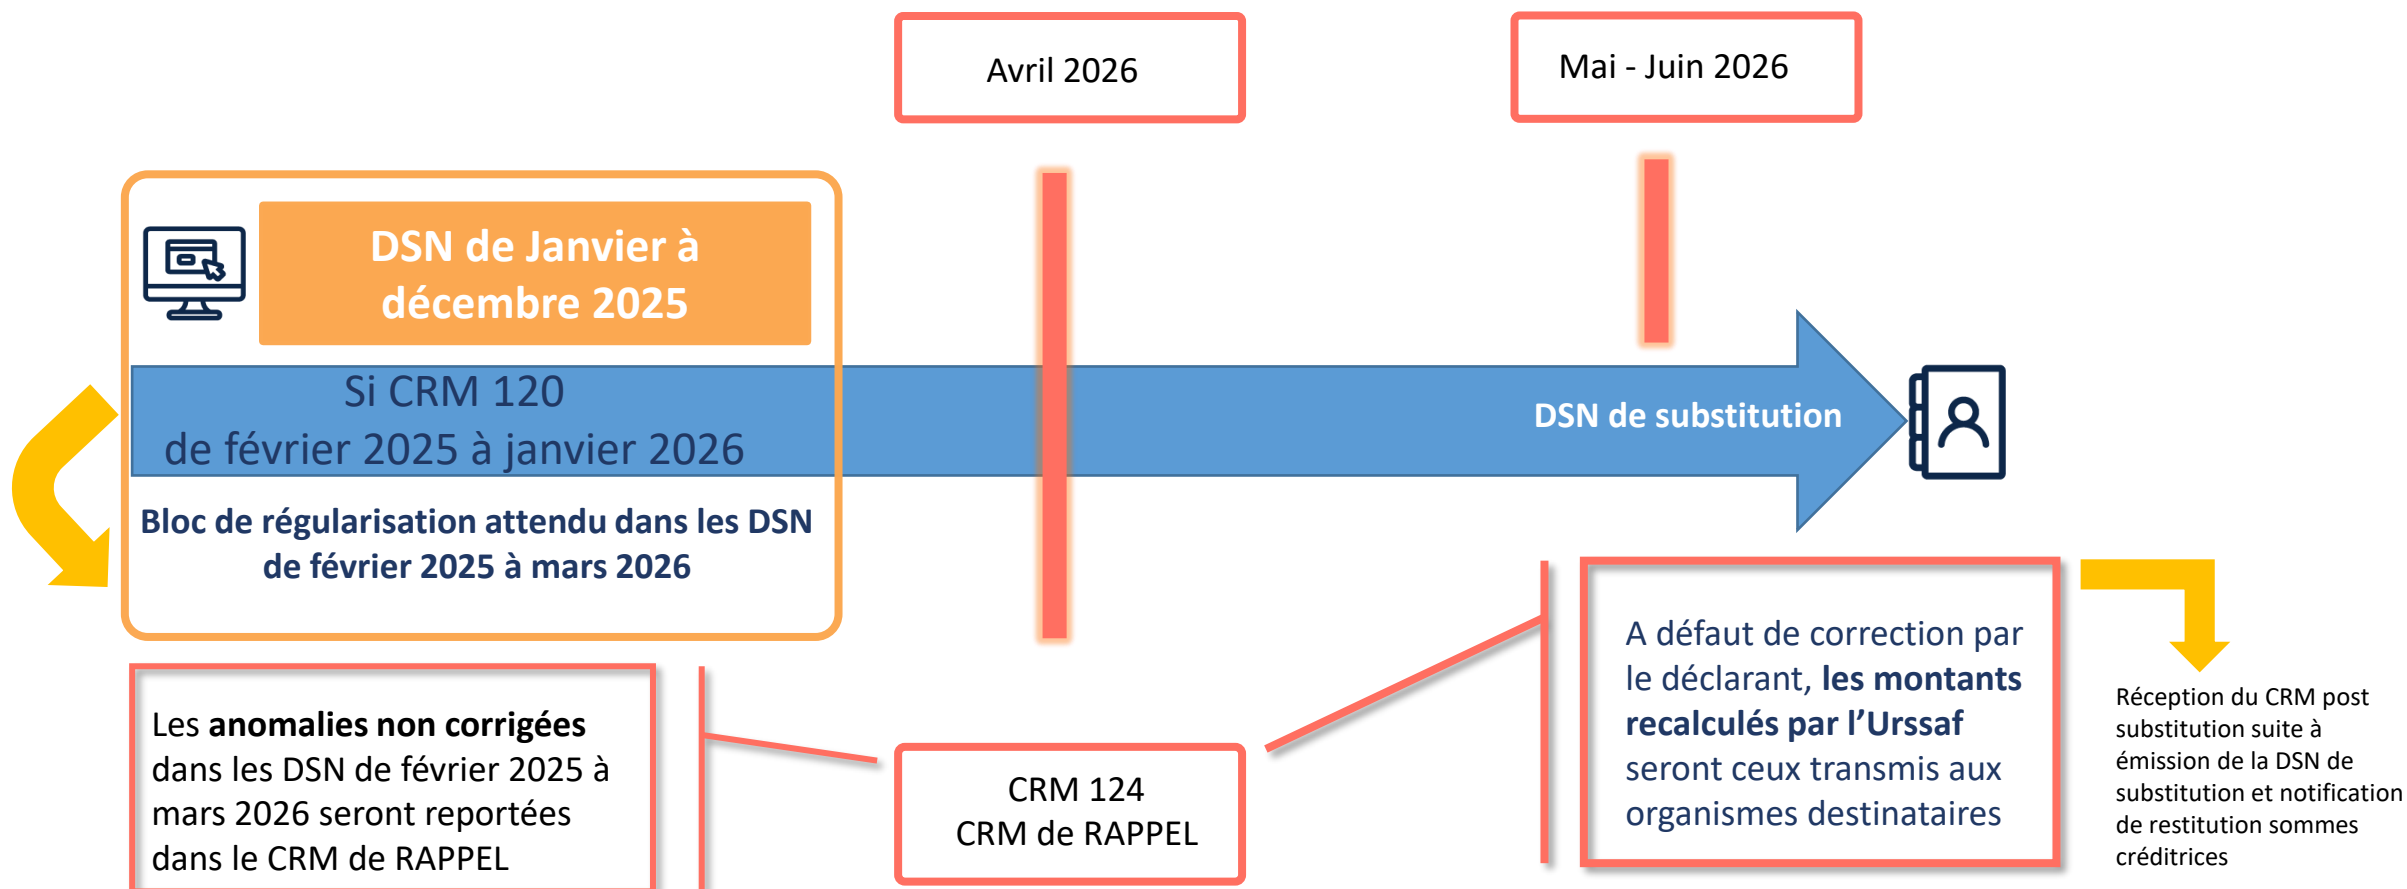 Avril 2026
Mai - Juin 2026
DSN de Janvier à
décembre 2025
Si CRM 120
de février 2025 à janvier 2026
DSN de substitution
Bloc de régularisation attendu dans les DSN
de février 2025 à mars 2026
Les anomalies non corrigées
dans les DSN de février 2025 à
mars 2026 seront reportées
dans le CRM de RAPPEL
CRM 124
CRM de RAPPEL
A défaut de correction par
le déclarant, les montants
recalculés par l’Urssaf
seront ceux transmis aux
organismes destinataires
Réception du CRM post
substitution suite à
émission de la DSN de
substitution et notification
de restitution sommes
créditrices